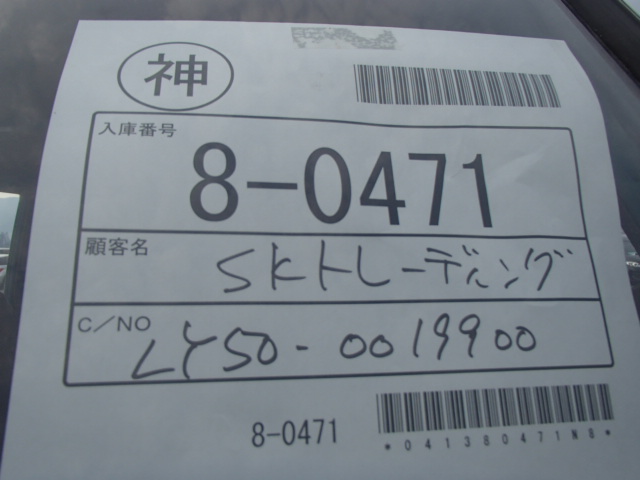 神
入庫番号
8-0471
顧客名
SKトレーディング
C/NO
LY50-0019900
8-0471
*041380471N8*